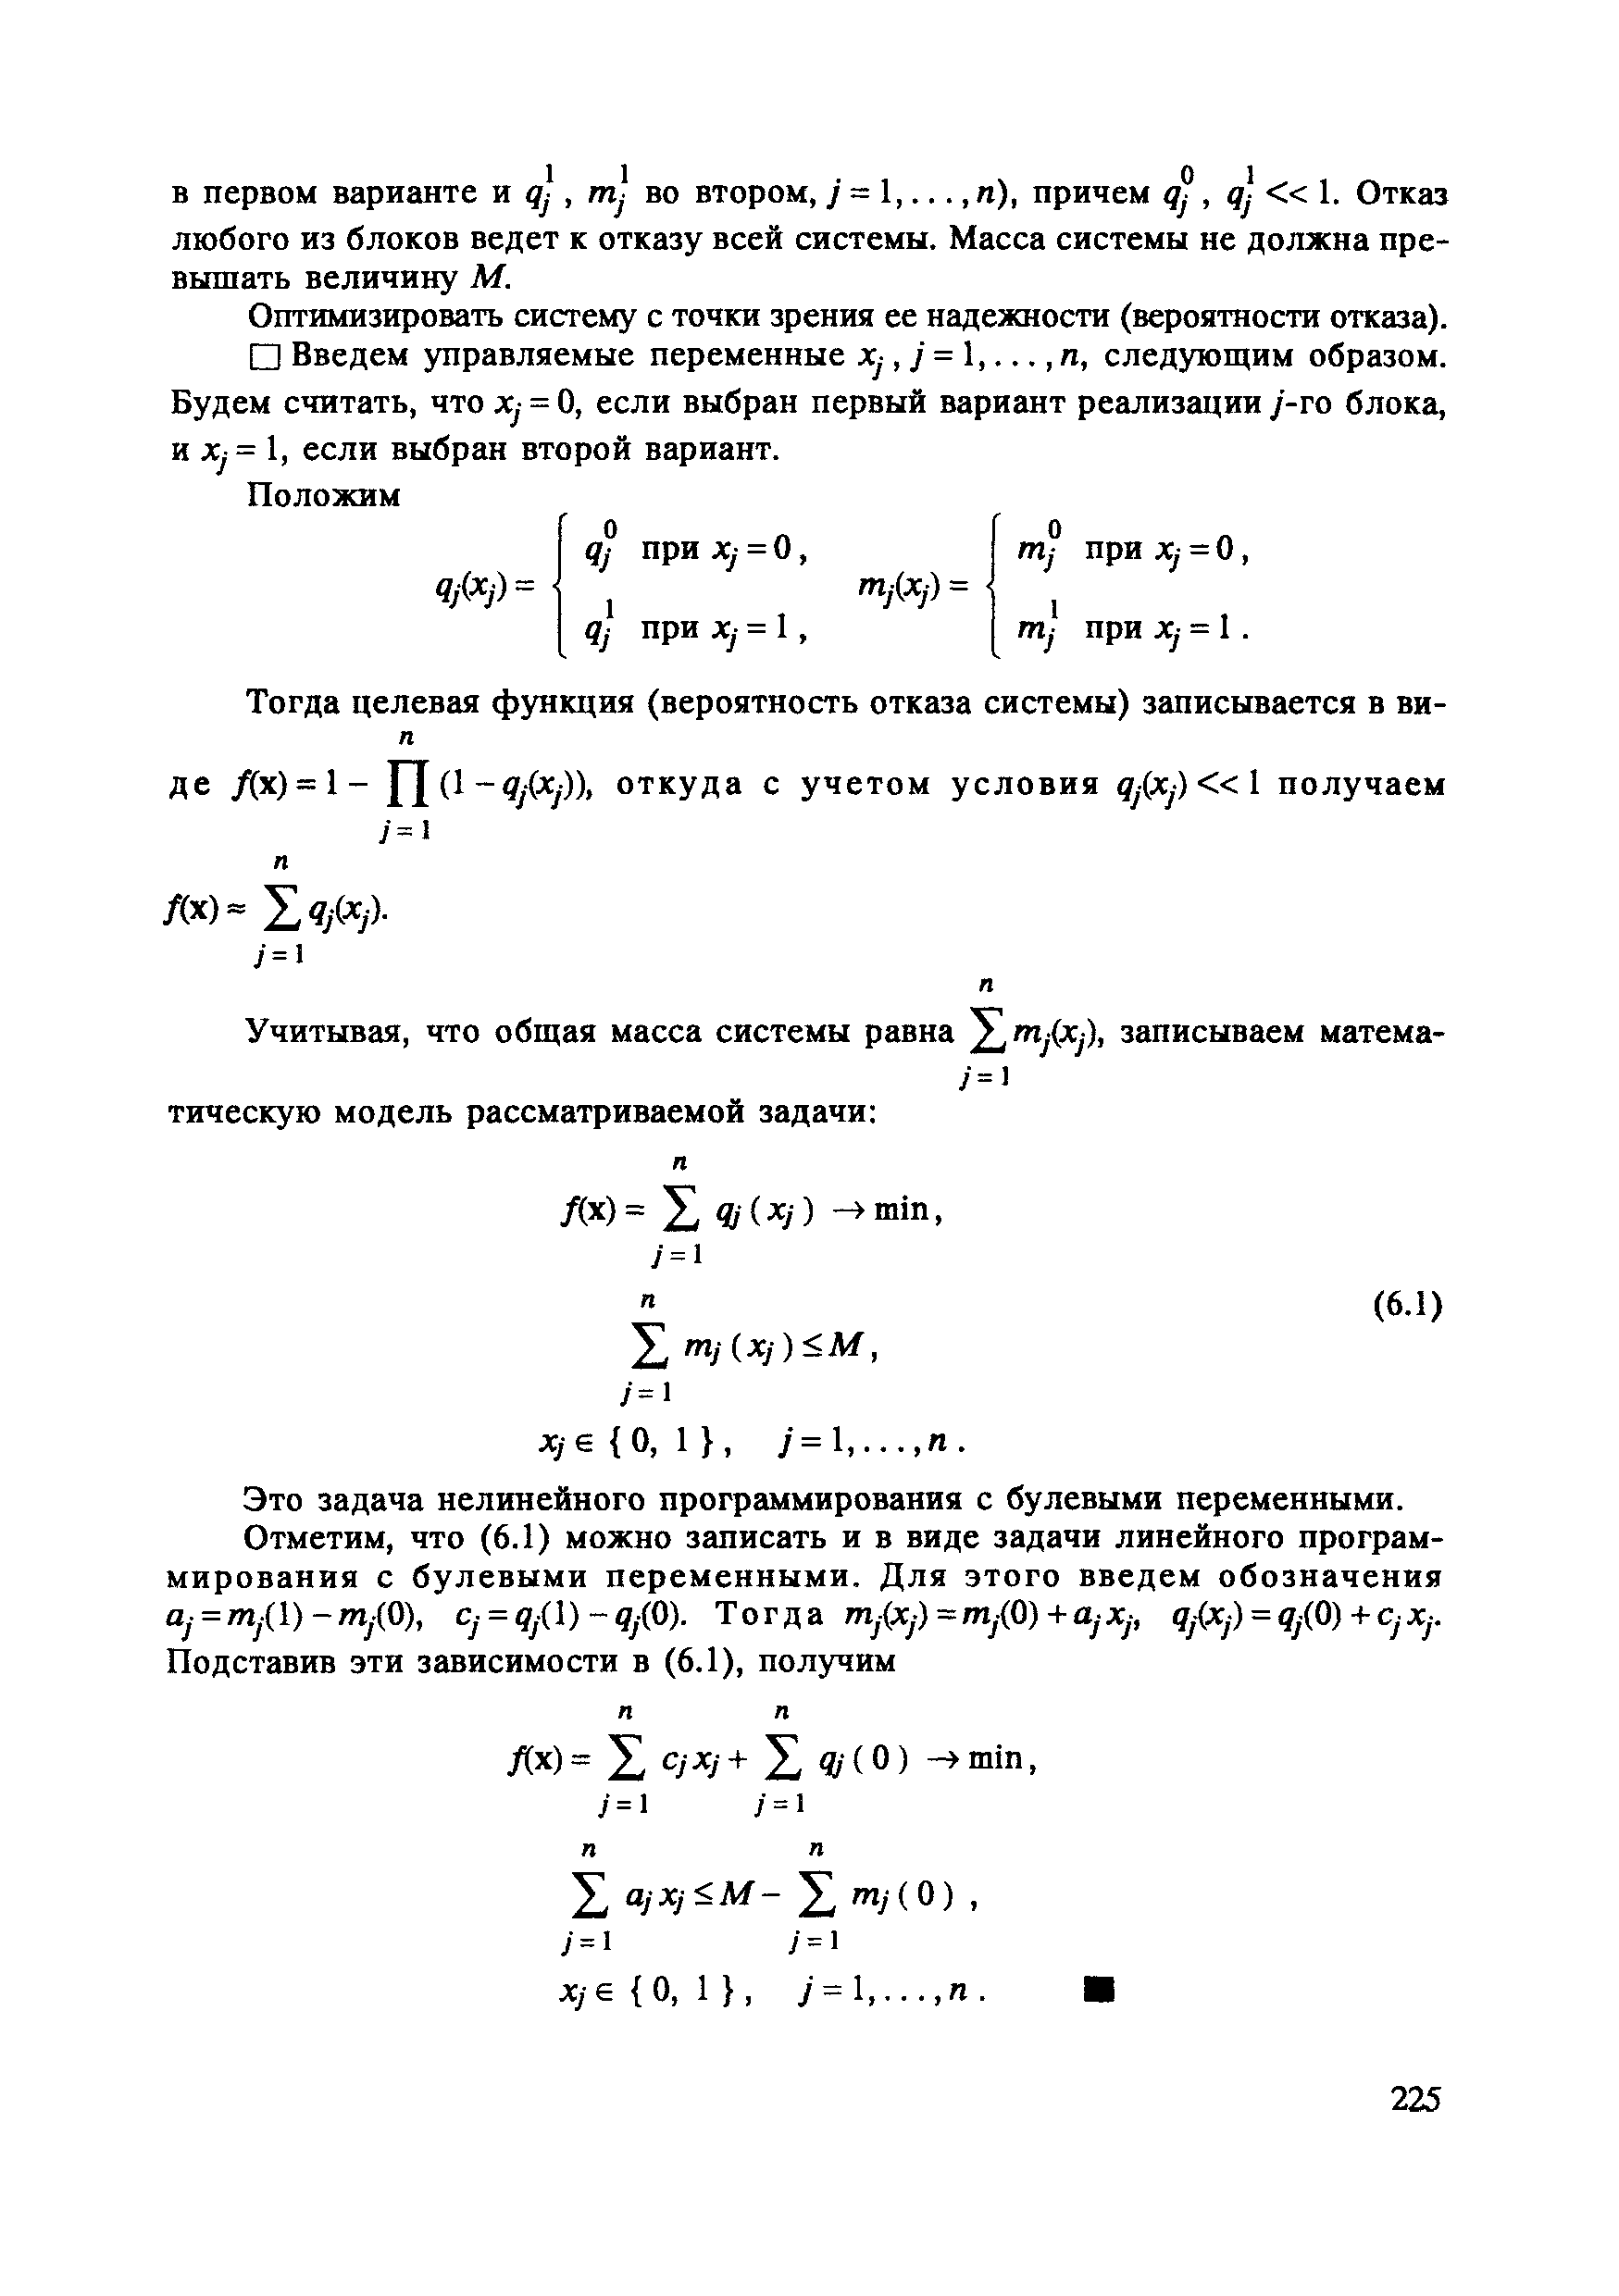 в первом варианте и q_j^1 , m_j^1 во втором, j = 1,...,n), причем q_j^0 , q_j^1 << 1. Отказ
любого из блоков ведет к отказу всей системы. Масса системы не должна пре-
вышать величину M.
Оптимизировать систему с точки зрения ее надежности (вероятности отказа).
□ Введем управляемые переменные x_j , j = 1,...,n, следующим образом.
Будем считать, что x_j = 0, если выбран первый вариант реализации j-го блока,
и x_j = 1, если выбран второй вариант.
Положим
q_j(x_j) = { q_j^0 при x_j = 0 , q_j^1 при x_j = 1 , m_j(x_j) = { m_j^0 при x_j = 0 , m_j^1 при x_j = 1 .
Тогда целевая функция (вероятность отказа системы) записывается в ви-
де f(x) = 1 - ∏_{j=1}^{n} (1 - q_j(x_j)), откуда с учетом условия q_j(x_j) << 1 получаем
f(x) ≈ ∑_{j=1}^{n} q_j(x_j).
Учитывая, что общая масса системы равна ∑_{j=1}^{n} m_j(x_j), записываем матема-
тическую модель рассматриваемой задачи:
f(x) = ∑_{j=1}^{n} q_j ( x_j ) → min,
∑_{j=1}^{n} m_j ( x_j ) ≤ M , (6.1)
x_j ∈ { 0, 1 } , j = 1,...,n .
Это задача нелинейного программирования с булевыми переменными.
Отметим, что (6.1) можно записать и в виде задачи линейного програм-
мирования с булевыми переменными. Для этого введем обозначения
a_j = m_j(1) - m_j(0), c_j = q_j(1) - q_j(0). Тогда m_j(x_j) = m_j(0) + a_j x_j, q_j(x_j) = q_j(0) + c_j x_j.
Подставив эти зависимости в (6.1), получим
f(x) = ∑_{j=1}^{n} c_j x_j + ∑_{j=1}^{n} q_j ( 0 ) → min,
∑_{j=1}^{n} a_j x_j ≤ M - ∑_{j=1}^{n} m_j ( 0 ) ,
x_j ∈ { 0, 1 } , j = 1,...,n . ■
225